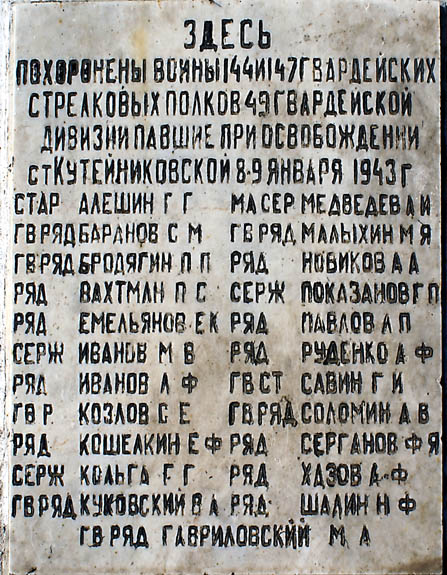 ЗДЕСЬ
ПОХОРОНЕНЫ ВОИНЫ 144 И 147 ГВАРДЕЙСКИХ
СТРЕЛКОВЫХ ПОЛКОВ 49 ГВАРДЕЙСКОЙ
ДИВИЗИИ ПАВШИЕ ПРИ ОСВОБОЖДЕНИИ
СТ КУТЕЙНИКОВСКОЙ 8-9 ЯНВАРЯ 1943 Г
СТАР АЛЕШИН Г Г МАСЕР МЕДВЕДЕВ А И
ГВ РЯД БАРАНОВ С М ГВ РЯД МАЛЫХИН М Я
ГВ РЯД БРОДЯГИН П П РЯД НОВИКОВ А А
РЯД ВАХТМАН П С СЕРЖ ПОКАЗАНОВ Г П
РЯД ЕМЕЛЬЯНОВ Е К РЯД ПАВЛОВ А П
СЕРЖ ИВАНОВ М В РЯД РУДЕНКО А Ф
РЯД ИВАНОВ А Ф ГВ СТ САВИН Г И
ГВ Р КОЗЛОВ С Е ГВ РЯД СОЛОМИН А В
РЯД КОШЕЛКИН Е Ф РЯД СЕРГАНОВ Ф Я
СЕРЖ КОЛЬГА Г Г РЯД ХАЗОВ А Ф
ГВ РЯД КУКОВСКИЙ В А РЯД ШАЛИН Н Ф
ГВ РЯД ГАВРИЛОВСКИЙ М А